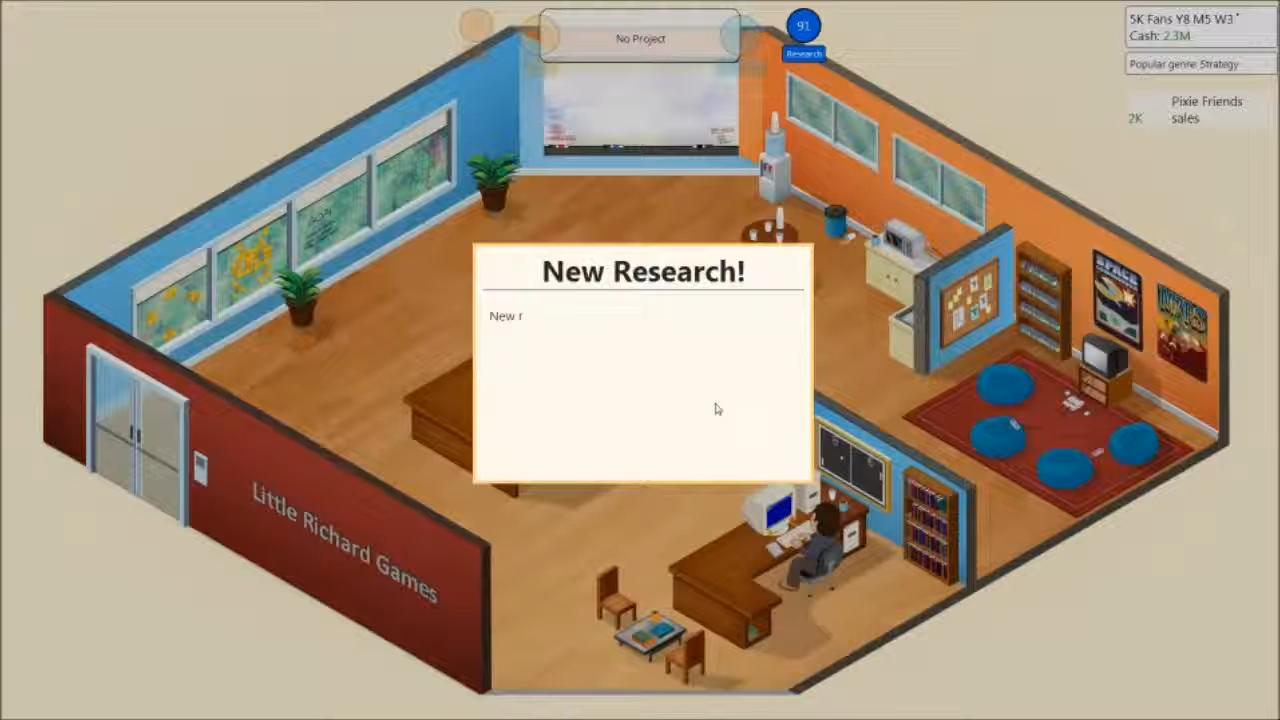 No Project
91
Research
5K Fans Y8 M5 W3
Cash: 2.3M
Popular genre: Strategy
Pixie Friends
2K sales
New Research!
New r
SPACE
Little Richard Games